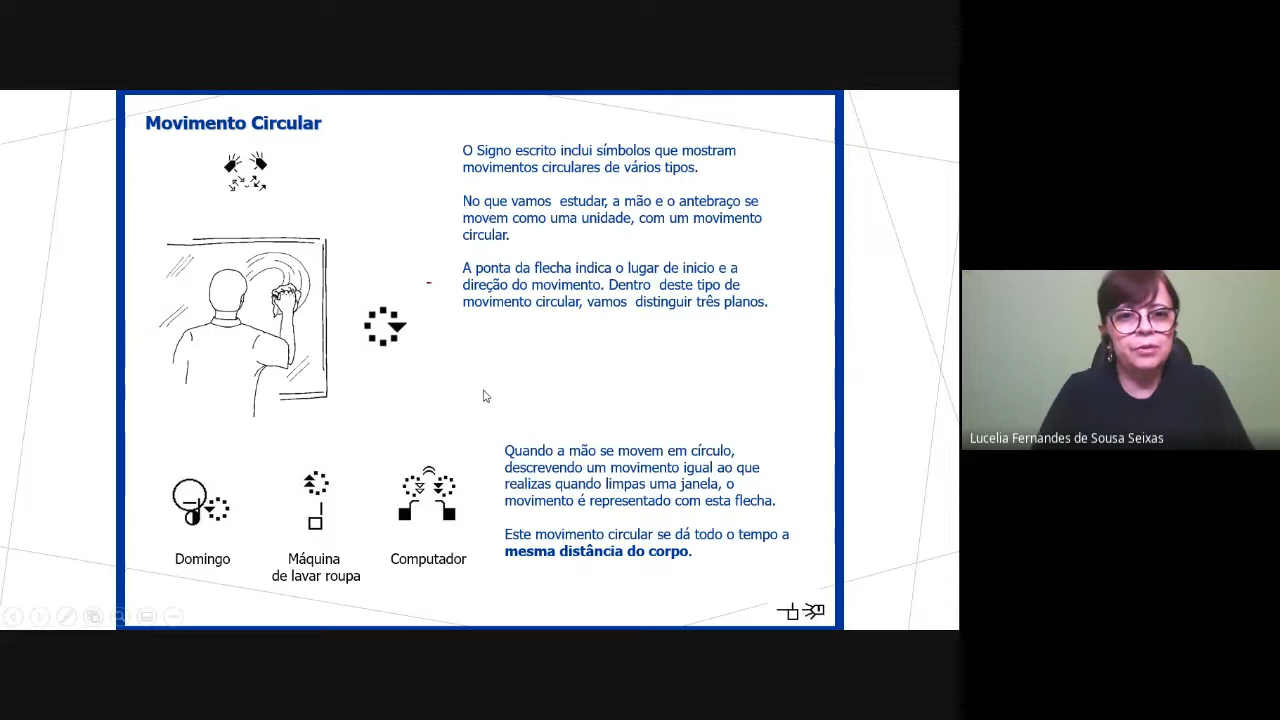 Movimento Circular
O Signo escrito inclui símbolos que mostram
movimentos circulares de vários tipos.
No que vamos estudar, a mão e o antebraço se
movem como uma unidade, com um movimento
circular.
A ponta da flecha indica o lugar de inicio e a
direção do movimento. Dentro deste tipo de
movimento circular, vamos distinguir três planos.
Quando a mão se movem em círculo,
descrevendo um movimento igual ao que
realizas quando limpas uma janela, o
movimento é representado com esta flecha.
Este movimento circular se dá todo o tempo a
mesma distância do corpo.
Domingo
Máquina
de lavar roupa
Computador
Lucelia Fernandes de Sousa Seixas